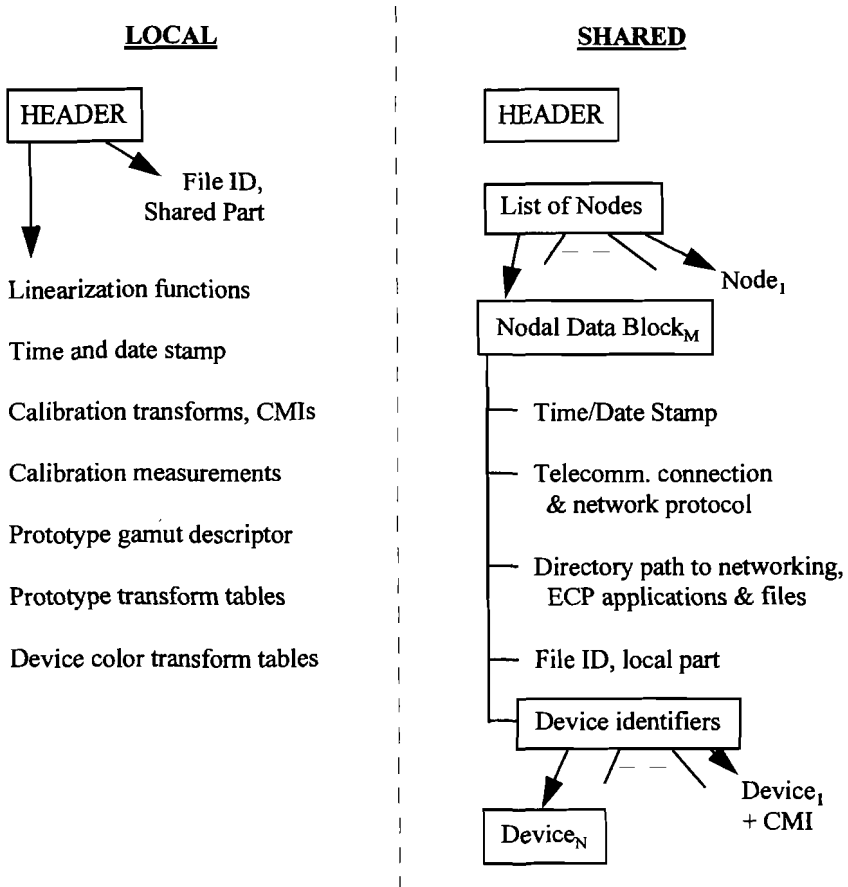 LOCAL
HEADER
File ID,
Shared Part
Linearization functions
Time and date stamp
Calibration transforms, CMIs
Calibration measurements
Prototype gamut descriptor
Prototype transform tables
Device color transform tables
SHARED
HEADER
List of Nodes
Node1
Nodal Data BlockM
Time/Date Stamp
Telecomm. connection
& network protocol
Directory path to networking,
ECP applications & files
File ID, local part
Device identifiers
Device1
+ CMI
DeviceN